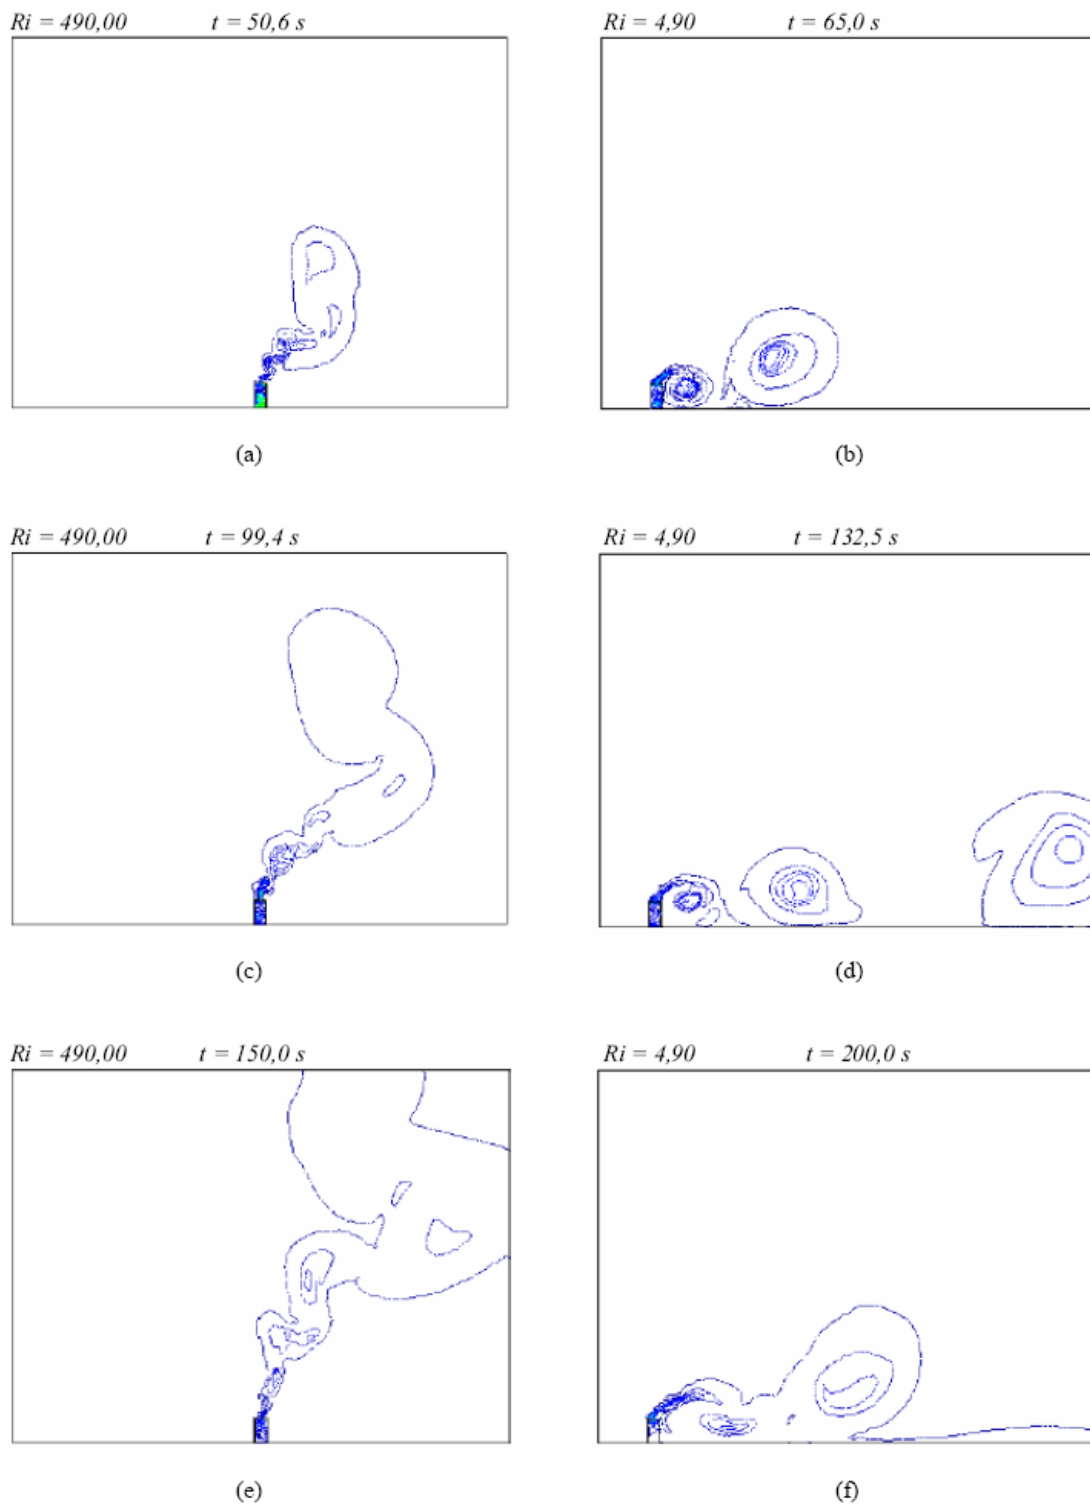 Ri = 490,00 t = 50,6 s
Ri = 4,90 t = 65,0 s
(a)
(b)
Ri = 490,00 t = 99,4 s
Ri = 4,90 t = 132,5 s
(c)
(d)
Ri = 490,00 t = 150,0 s
Ri = 4,90 t = 200,0 s
(e)
(f)